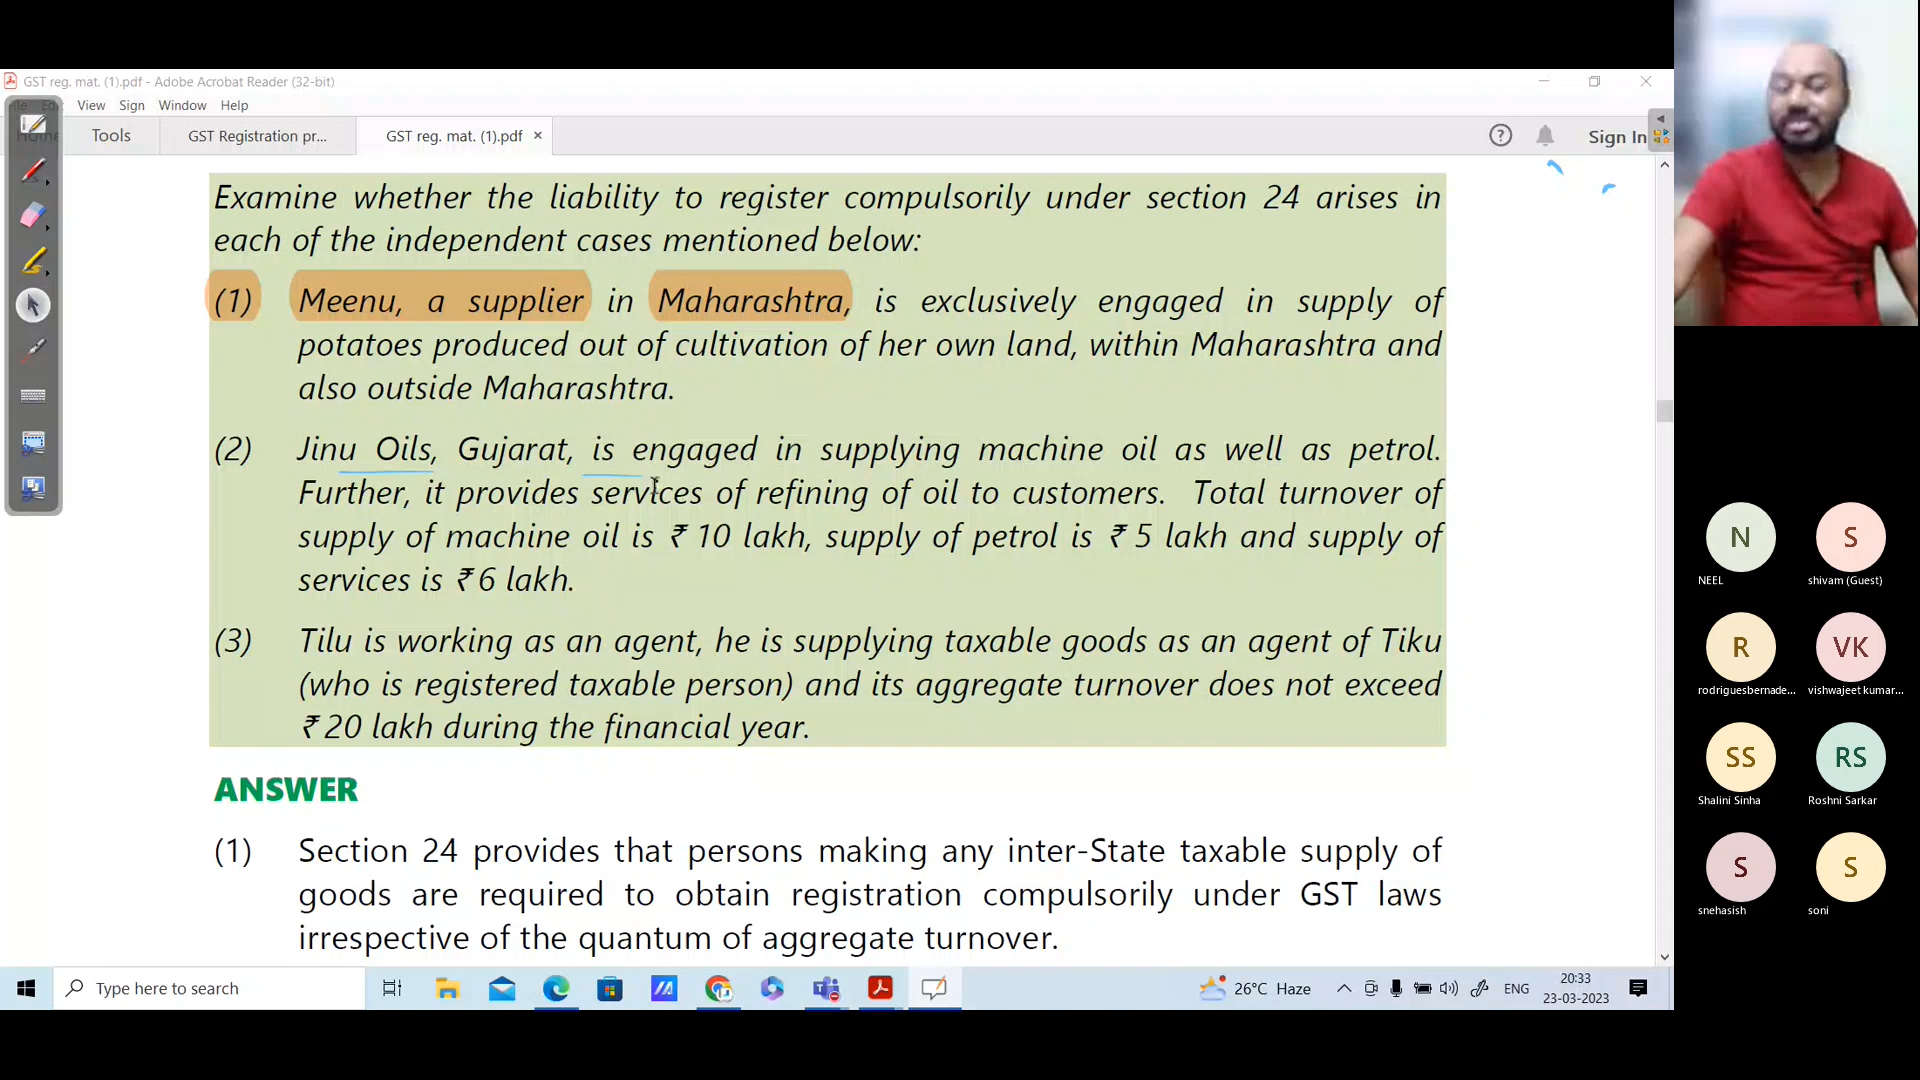 GST reg. mat. (1).pdf - Adobe Acrobat Reader (32-bit)
View Sign Window Help
Tools GST Registration pr... GST reg. mat. (1).pdf × Sign In
Examine whether the liability to register compulsorily under section 24 arises in
each of the independent cases mentioned below:
(1) Meenu, a supplier in Maharashtra, is exclusively engaged in supply of
potatoes produced out of cultivation of her own land, within Maharashtra and
also outside Maharashtra.
(2) Jinu Oils, Gujarat, is engaged in supplying machine oil as well as petrol.
Further, it provides services of refining of oil to customers. Total turnover of
supply of machine oil is ₹ 10 lakh, supply of petrol is ₹ 5 lakh and supply of
services is ₹ 6 lakh.
(3) Tilu is working as an agent, he is supplying taxable goods as an agent of Tiku
(who is registered taxable person) and its aggregate turnover does not exceed
₹ 20 lakh during the financial year.
ANSWER
(1) Section 24 provides that persons making any inter-State taxable supply of
goods are required to obtain registration compulsorily under GST laws
irrespective of the quantum of aggregate turnover.
N S
NEEL shivam (Guest)
R VK
rodriguesbernade... vishwajeet kumar...
SS RS
Shalini Sinha Roshni Sarkar
S S
snehasish soni
Type here to search 26°C Haze ENG 20:33
23-03-2023